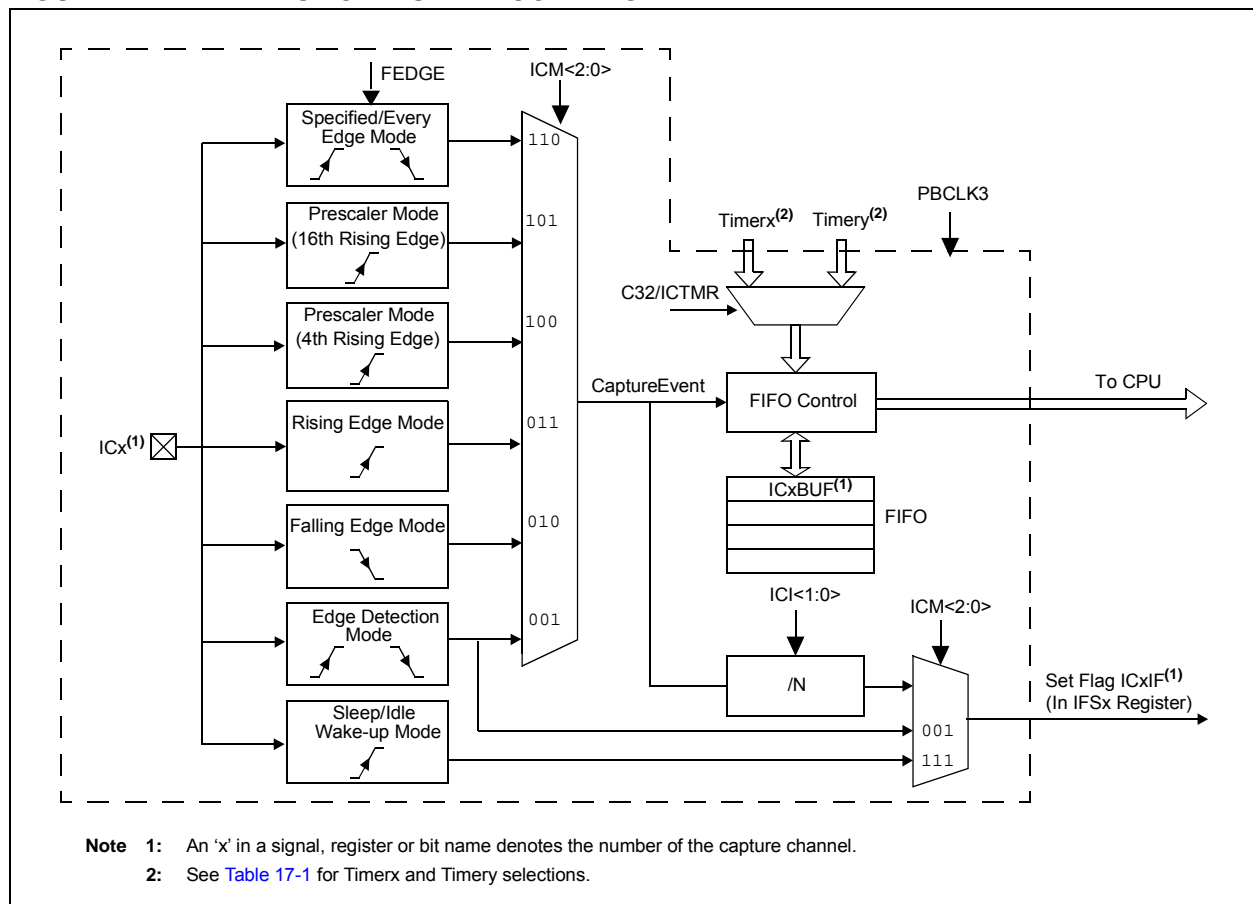 FEDGE
ICM<2:0>
Specified/Every
Edge Mode
110
Prescaler Mode
(16th Rising Edge)
101
Prescaler Mode
(4th Rising Edge)
100
Rising Edge Mode
011
Falling Edge Mode
010
Edge Detection
Mode
001
Sleep/Idle
Wake-up Mode
ICx(1)
PBCLK3
Timerx(2)
Timery(2)
C32/ICTMR
CaptureEvent
FIFO Control
To CPU
ICxBUF(1)
FIFO
ICI<1:0>
ICM<2:0>
/N
001
111
Set Flag ICxIF(1)
(In IFSx Register)
Note 1: An ‘x’ in a signal, register or bit name denotes the number of the capture channel.
2: See Table 17-1 for Timerx and Timery selections.